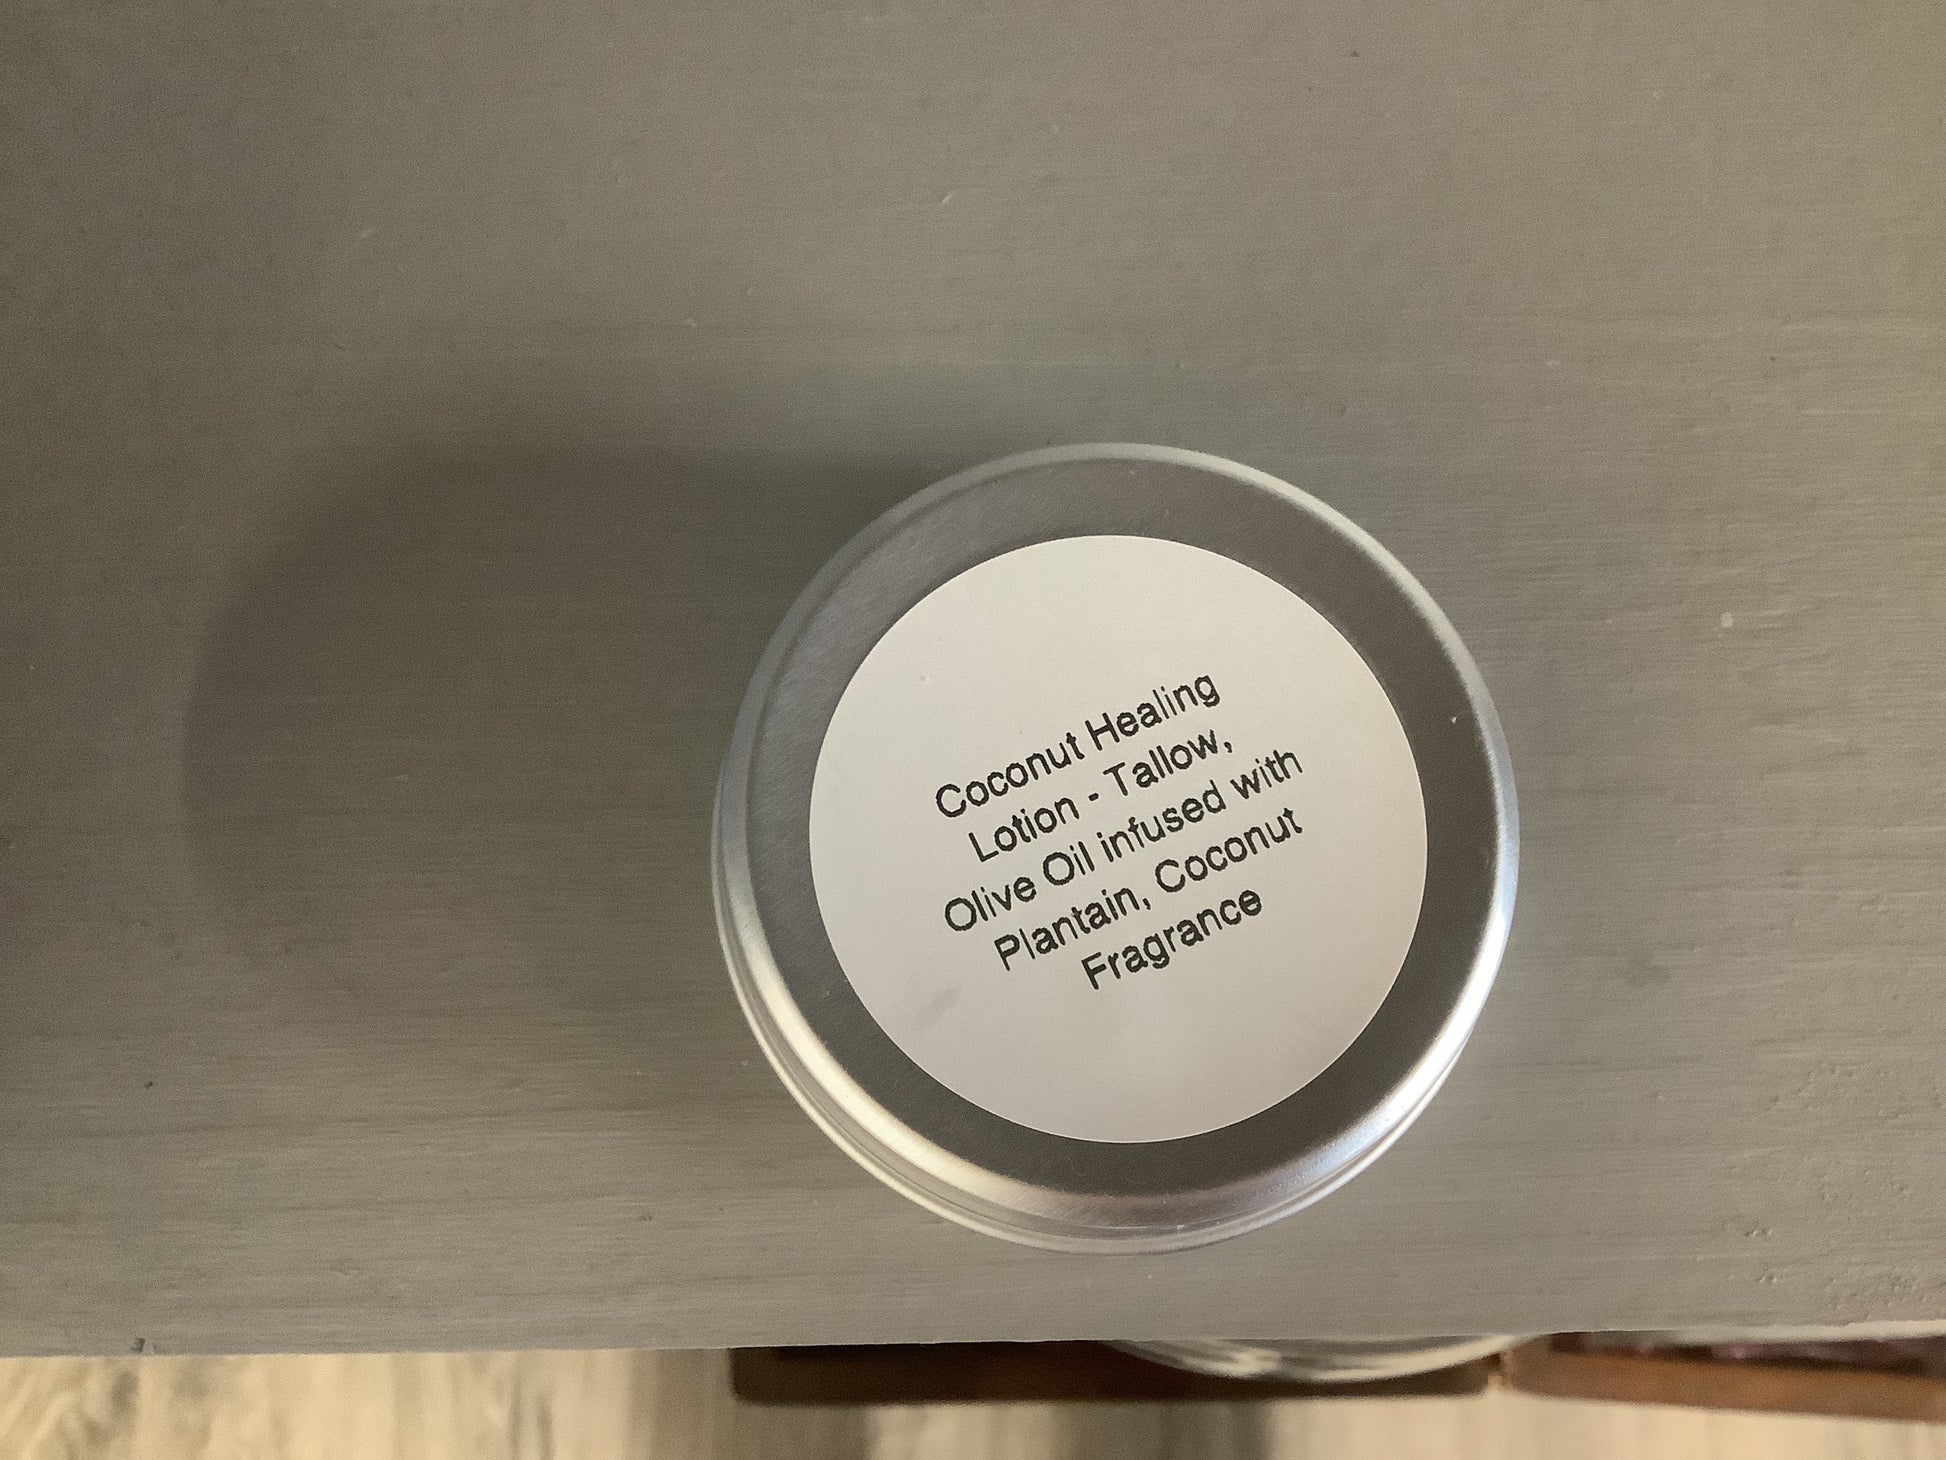 Coconut Healing
Lotion - Tallow,
Olive Oil infused with
Plantain, Coconut
Fragrance